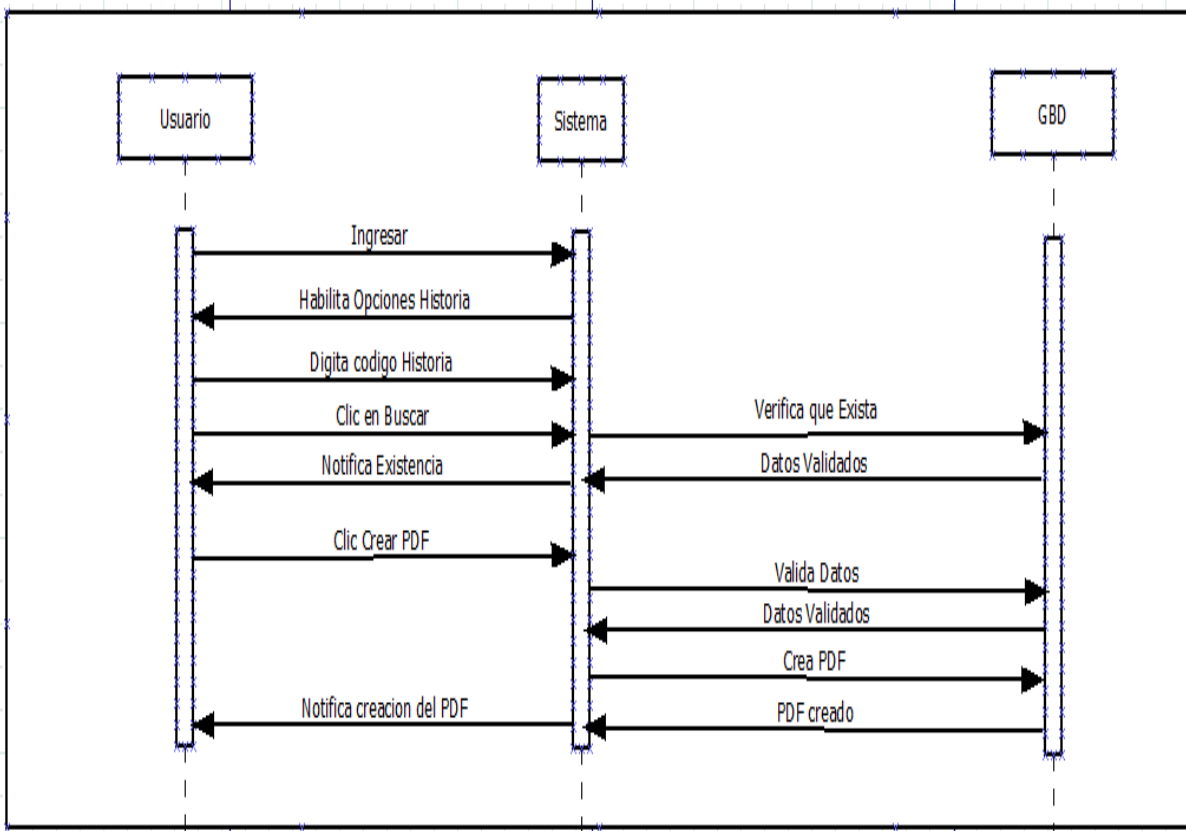 Usuario
Sistema
GBD
Ingresar
Habilita Opciones Historia
Digita codigo Historia
Clic en Buscar
Verifica que Exista
Datos Validados
Notifica Existencia
Clic Crear PDF
Valida Datos
Datos Validados
Crea PDF
PDF creado
Notifica creacion del PDF